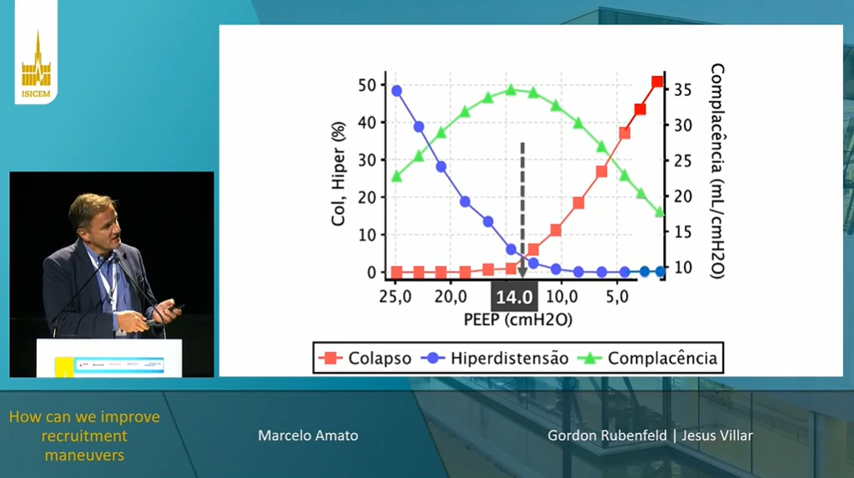 ISICEM
50
40
30
20
10
0
Col, Hiper (%)
35
30
25
20
15
10
Complacência (mL/cmH2O)
25,0 20,0 14.0 10,0 5,0
PEEP (cmH2O)
Colapso Hiperdistensão Complacência
How can we improve
recruitment
maneuvers
Marcelo Amato
Gordon Rubenfeld | Jesus Villar